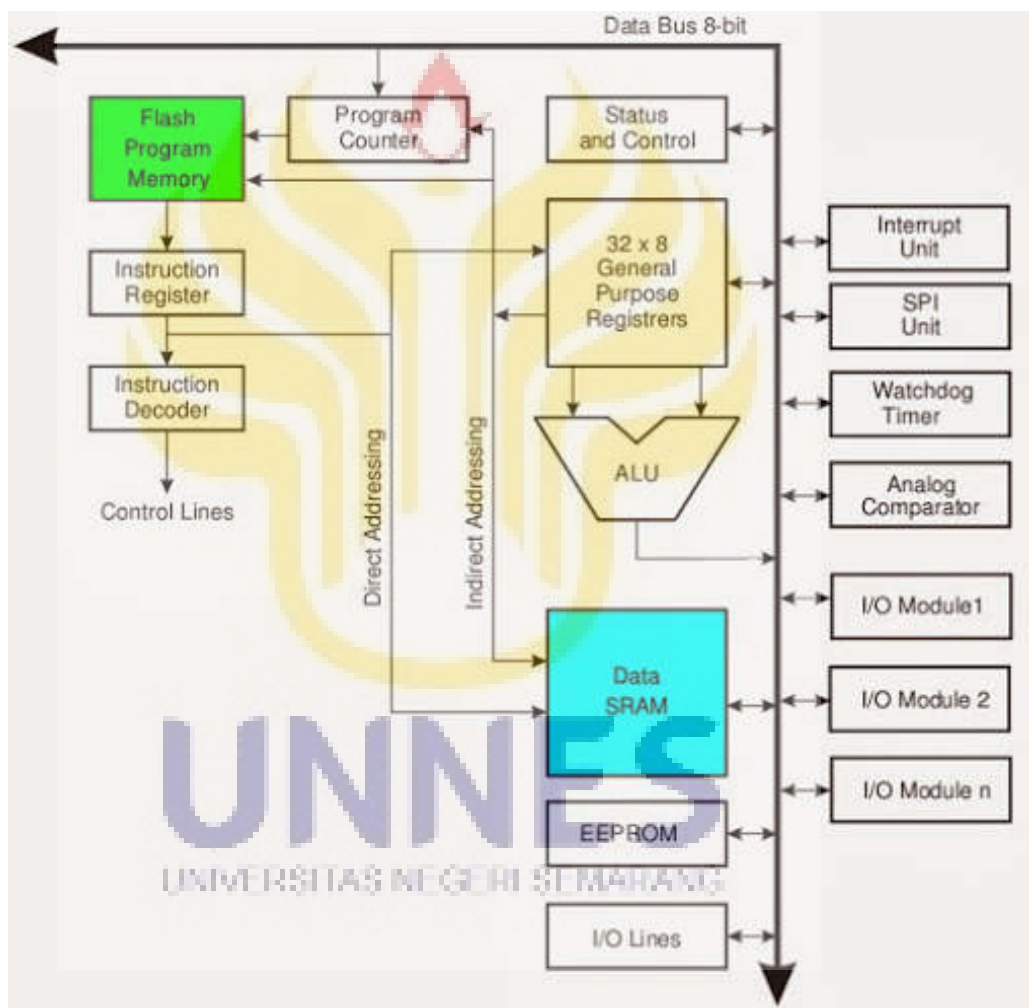 Data Bus 8-bit
Flash
Program
Memory
Program
Counter
Status
and Control
Interrupt
Unit
32 x 8
General
Purpose
Registrers
Instruction
Register
SPI
Unit
Instruction
Decoder
Watchdog
Timer
ALU
Analog
Comparator
Control Lines
Direct Addressing
Indirect Addressing
I/O Module1
Data
SRAM
I/O Module 2
I/O Module n
UNNES
EEPROM
UNIVERSITAS NEGERI SEMARANG
I/O Lines